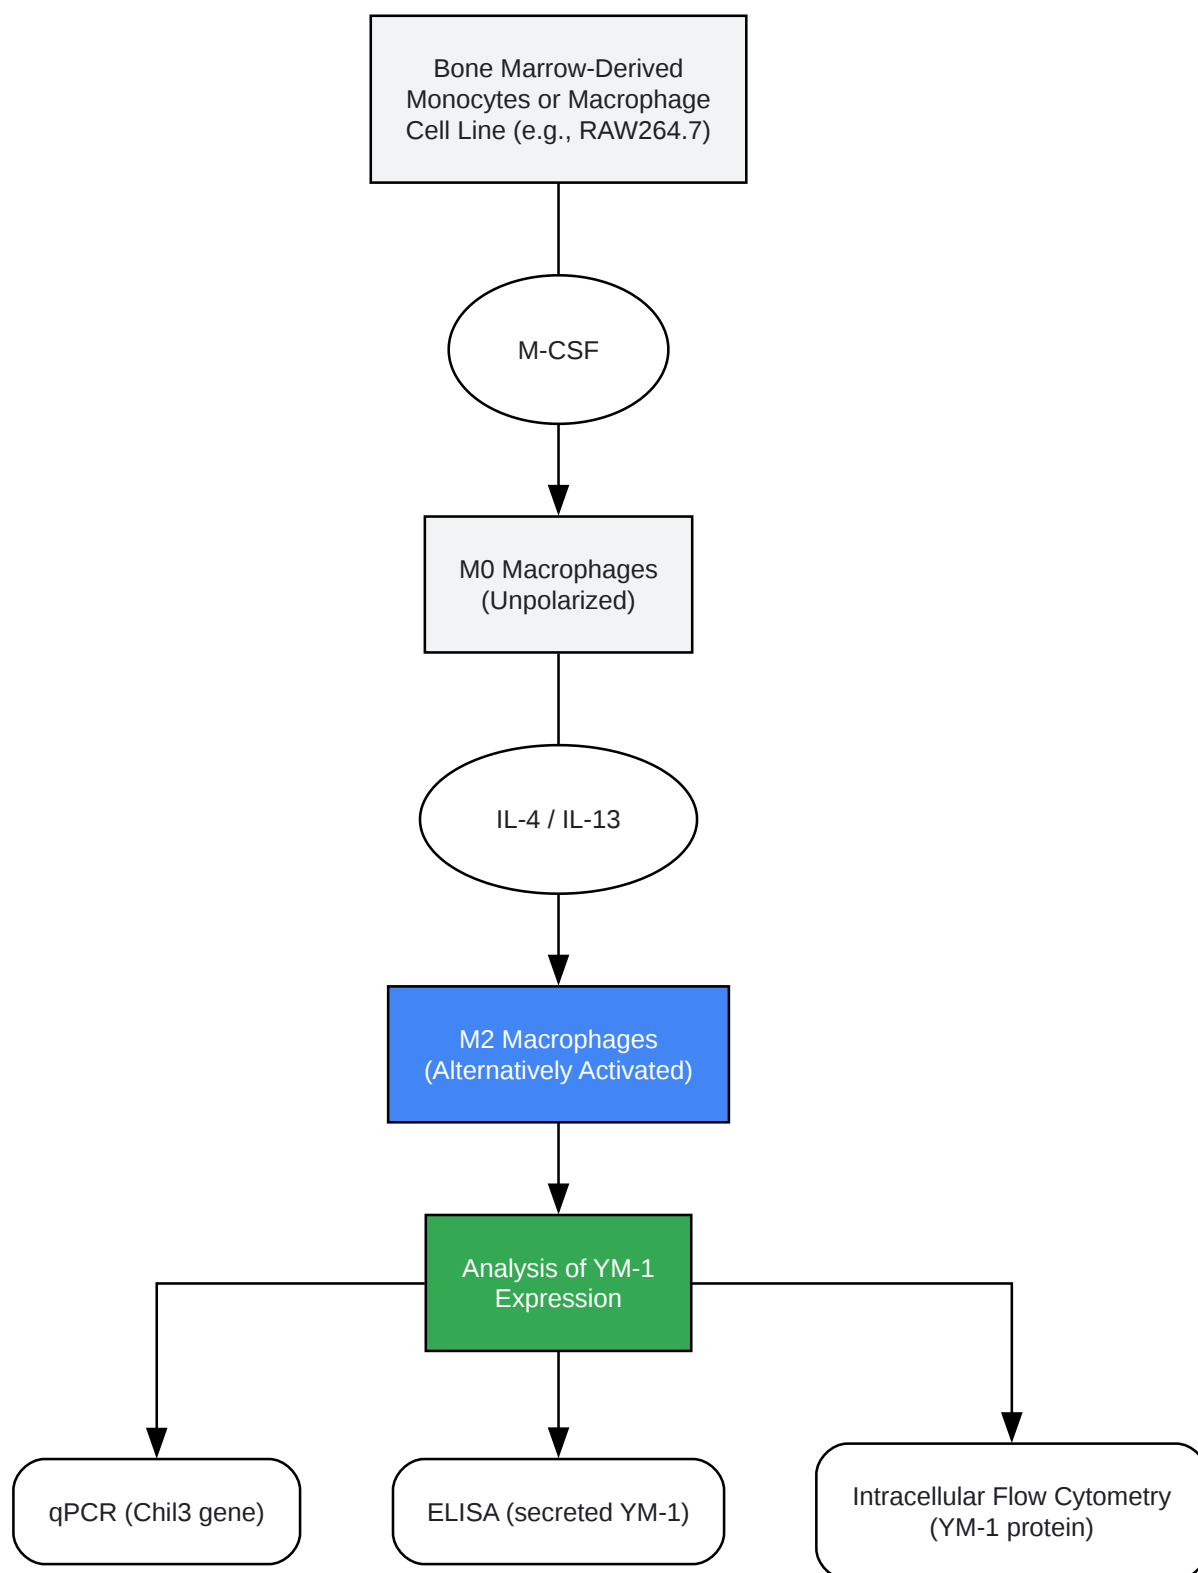 Bone Marrow-Derived
Monocytes or Macrophage
Cell Line (e.g., RAW264.7)
M-CSF
M0 Macrophages
(Unpolarized)
IL-4 / IL-13
M2 Macrophages
(Alternatively Activated)
Analysis of YM-1
Expression
qPCR (Chil3 gene)
ELISA (secreted YM-1)
Intracellular Flow Cytometry
(YM-1 protein)